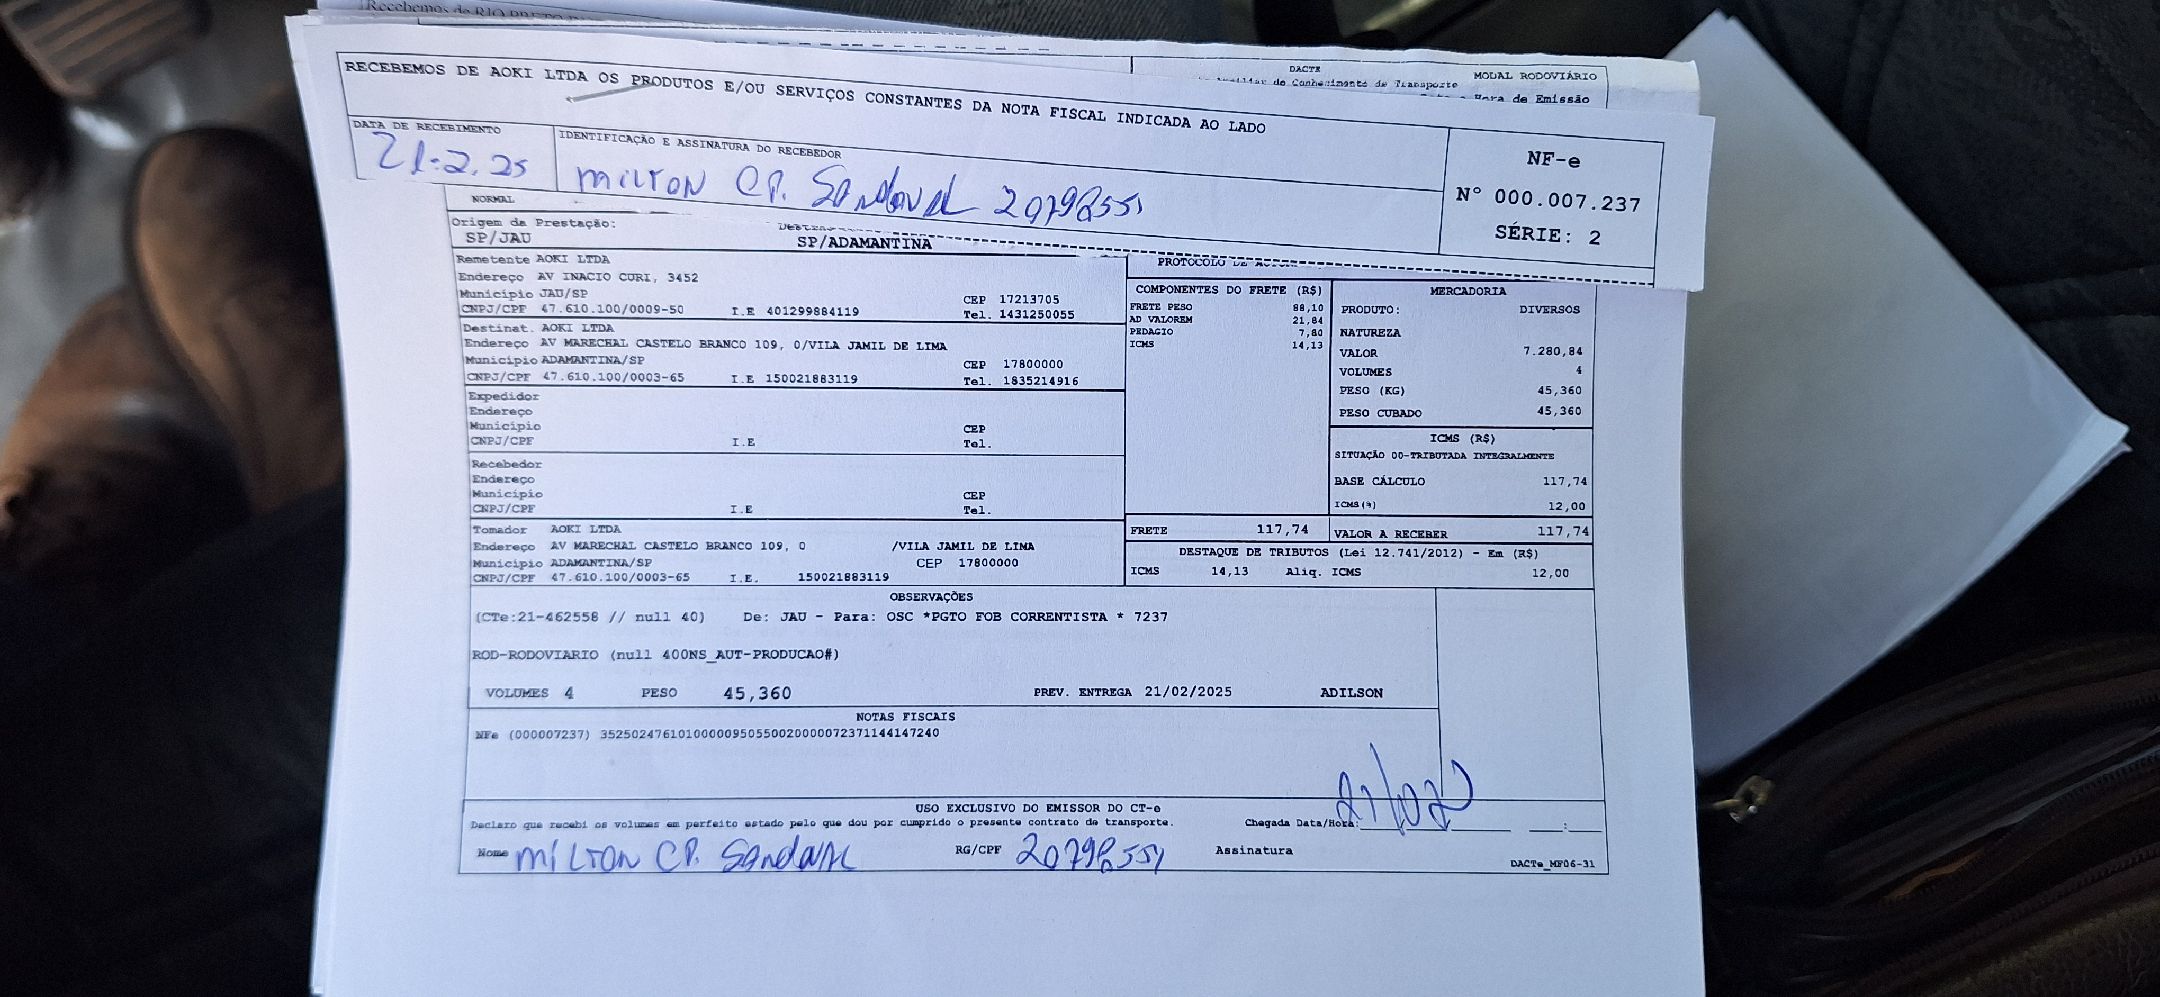 Recebemos de RIO PRETO
DACTE
MODAL RODOVIÁRIO
de Conhecimento de Transporte
Hora de Emissão
RECEBEMOS DE AOKI LTDA OS PRODUTOS E/OU SERVIÇOS CONSTANTES DA NOTA FISCAL INDICADA AO LADO
DATA DE RECEBIMENTO
21.2.25
IDENTIFICAÇÃO E ASSINATURA DO RECEBEDOR
MILTON CP. SANDOVAL
NF-e
N° 000.007.237
SÉRIE: 2
NORMAL
Origem da Prestação:
SP/JAU
SP/ADAMANTINA
Remetente AOKI LTDA
Endereço AV INACIO CURI, 3452
Município JAU/SP CEP 17213705
CNPJ/CPF 47.610.100/0009-50 I.E 401299884119 Tel. 1431250055
Destinat. AOKI LTDA
Endereço AV MARECHAL CASTELO BRANCO 109, 0/VILA JAMIL DE LIMA
Município ADAMANTINA/SP CEP 17800000
CNPJ/CPF 47.610.100/0003-65 I.E 150021883119 Tel. 1835214916
Expedidor
Endereço
Município CEP
CNPJ/CPF I.E Tel.
Recebedor
Endereço
Município CEP
CNPJ/CPF I.E Tel.
Tomador AOKI LTDA
Endereço AV MARECHAL CASTELO BRANCO 109, 0 /VILA JAMIL DE LIMA
Município ADAMANTINA/SP CEP 17800000
CNPJ/CPF 47.610.100/0003-65 I.E. 150021883119
PROTOCOLO DE
COMPONENTES DO FRETE (R$)
FRETE PESO 88,10
AD VALOREM 21,84
PEDAGIO 7,80
ICMS 14,13
MERCADORIA
PRODUTO: DIVERSOS
NATUREZA
VALOR 7.280,84
VOLUMES 4
PESO (KG) 45,360
PESO CUBADO 45,360
ICMS (R$)
SITUAÇÃO 00-TRIBUTADA INTEGRALMENTE
BASE CÁLCULO 117,74
ICMS(%) 12,00
FRETE 117,74
VALOR A RECEBER 117,74
DESTAQUE DE TRIBUTOS (Lei 12.741/2012) - Em (R$)
ICMS 14,13 Aliq. ICMS 12,00
OBSERVAÇÕES
(CTe:21-462558 // null 40) De: JAU - Para: OSC *PGTO FOB CORRENTISTA * 7237
ROD-RODOVIARIO (null 400NS_AUT-PRODUCAO#)
VOLUMES 4 PESO 45,360 PREV. ENTREGA 21/02/2025 ADILSON
NOTAS FISCAIS
NFe (000007237) 35250247610100000950550020000072371144147240
USO EXCLUSIVO DO EMISSOR DO CT-e
Declaro que recebi os volumes em perfeito estado pelo que dou por cumprido o presente contrato de transporte.
Chegada Data/Hora:
Nome MILTON CP. SANDOVAL RG/CPF Assinatura
DACTe_MF06-31